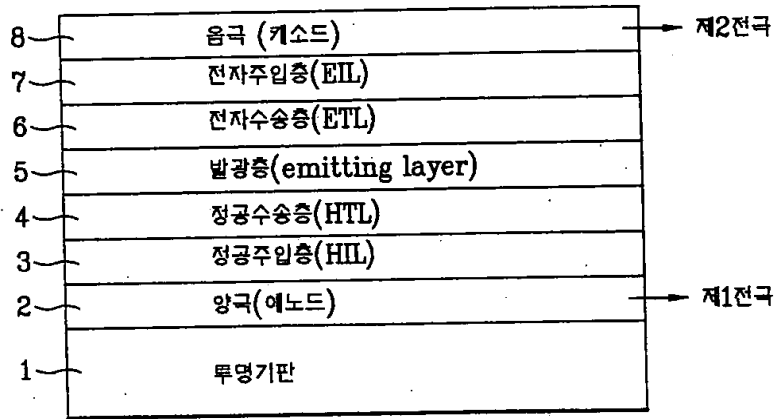 8 음극 (캐소드) 제2전극
7 전자주입층(EIL)
6 전자수송층(ETL)
5 발광층(emitting layer)
4 정공수송층(HTL)
3 정공주입층(HIL)
2 양극(애노드) 제1전극
1 투명기판